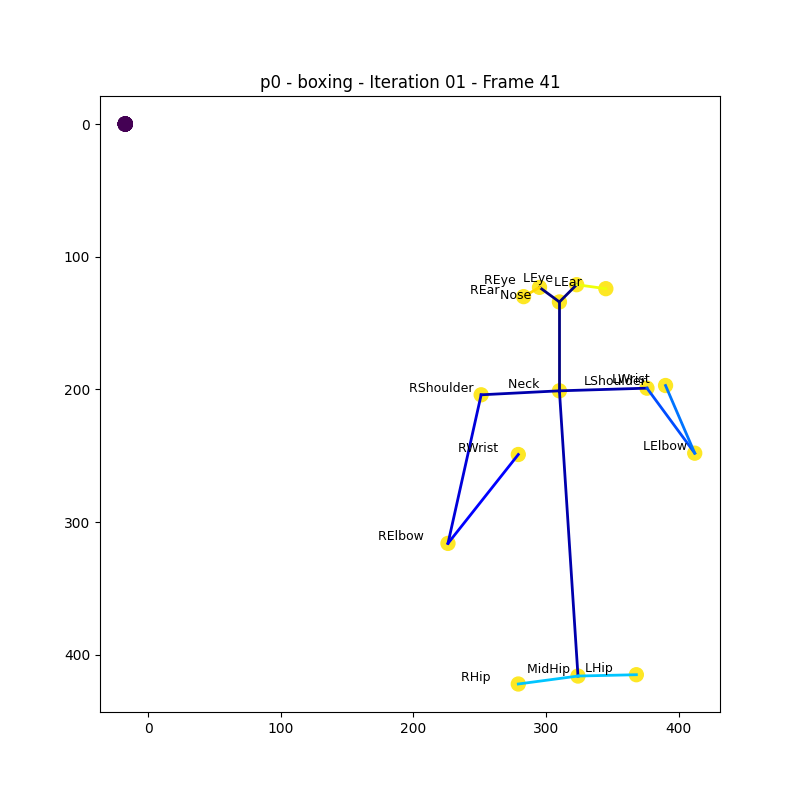 p0 - boxing - Iteration 01 - Frame 41
0
100
REye LEye LEar
REar Nose
200
RShoulder Neck LShoulder LWrist
RWrist LElbow
300
RElbow
400
RHip MidHip LHip
0 100 200 300 400